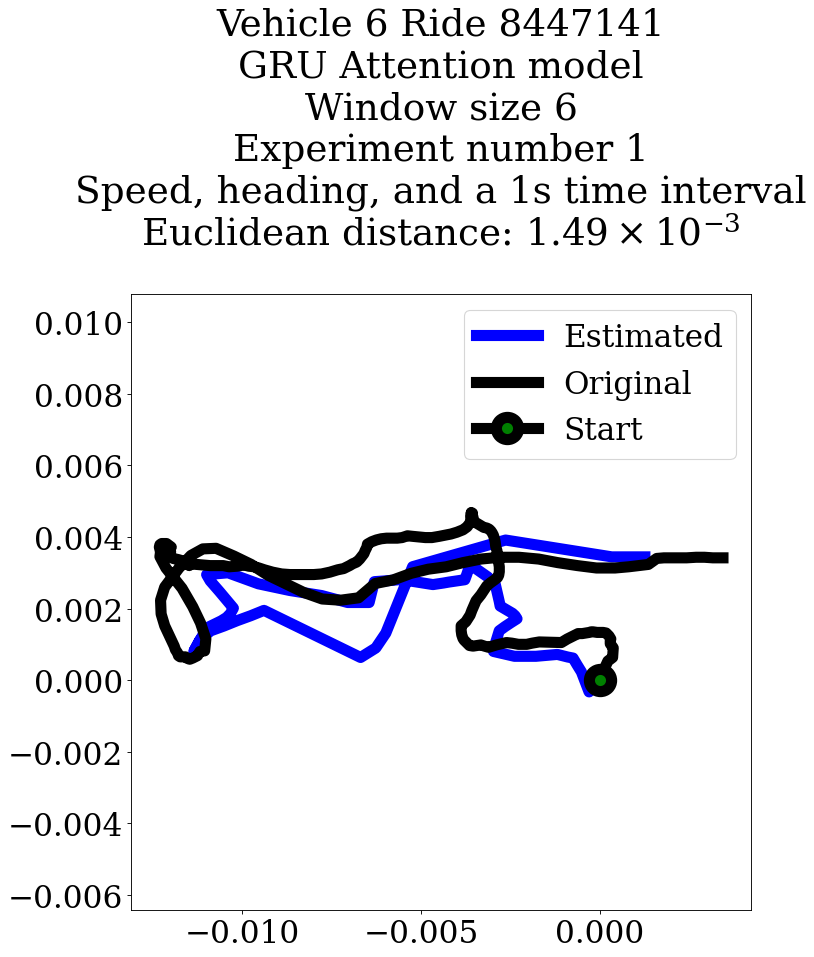 Vehicle 6 Ride 8447141
GRU Attention model
Window size 6
Experiment number 1
Speed, heading, and a 1s time interval
Euclidean distance: 1.49 × 10⁻³
Estimated
Original
Start
0.010
0.008
0.006
0.004
0.002
0.000
−0.002
−0.004
−0.006
−0.010
−0.005
0.000